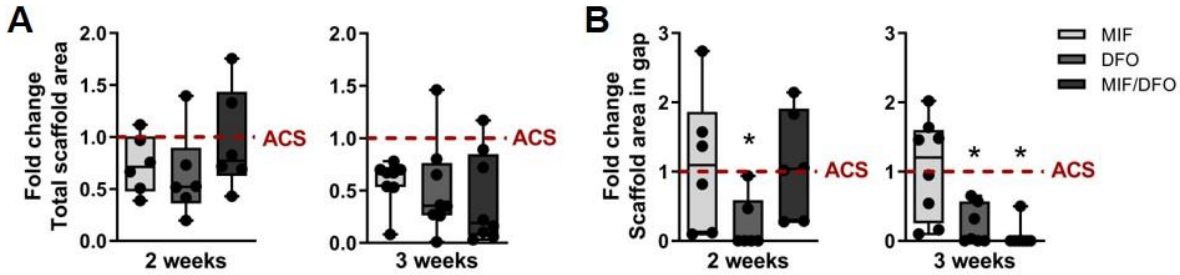 A
Fold change
Total scaffold area
2.0
1.5
1.0
0.5
0.0
ACS
2 weeks
2.0
1.5
1.0
0.5
0.0
ACS
3 weeks
B
Fold change
Scaffold area in gap
3
2
1
0
*
ACS
2 weeks
3
2
1
0
* *
ACS
3 weeks
MIF
DFO
MIF/DFO